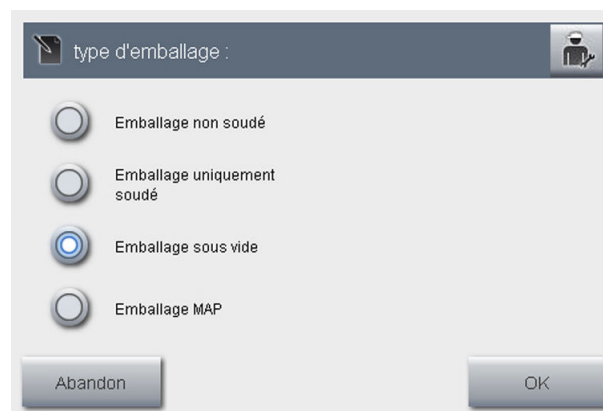 type d'emballage :
Emballage non soudé
Emballage uniquement
soudé
Emballage sous vide
Emballage MAP
Abandon
OK